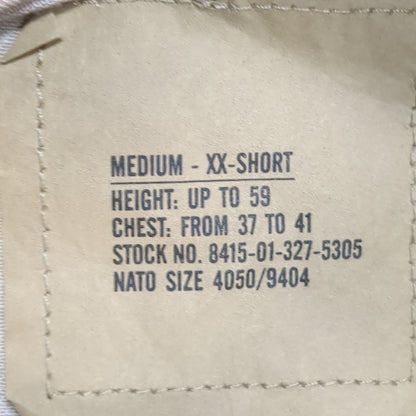 MEDIUM - XX-SHORT
HEIGHT: UP TO 59
CHEST: FROM 37 TO 41
STOCK NO. 8415-01-327-5305
NATO SIZE 4050/9404